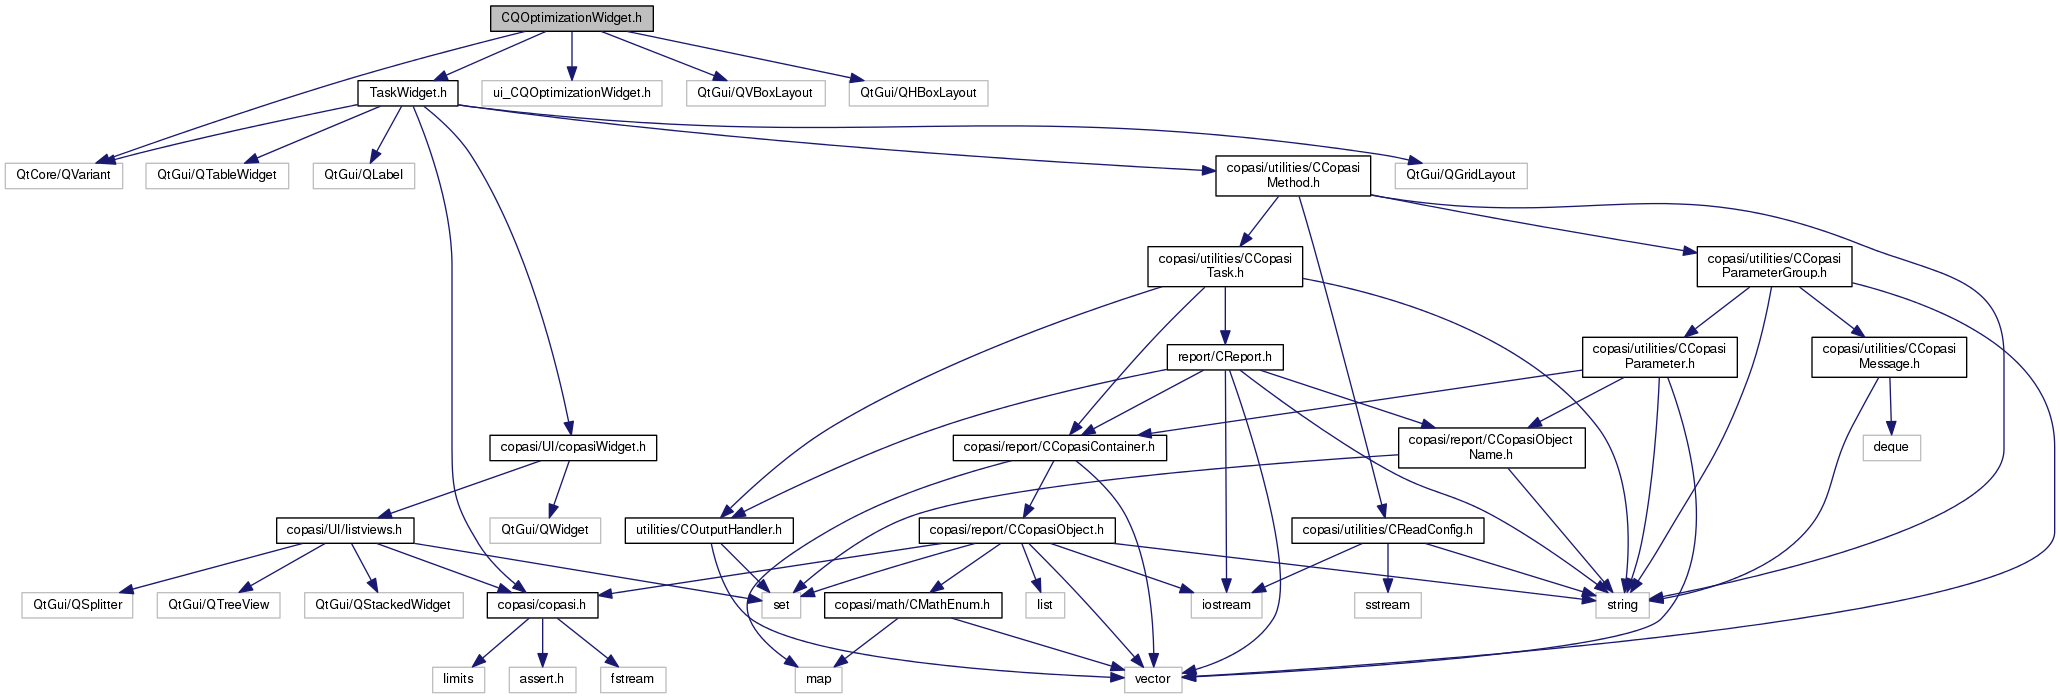 CQOptimizationWidget.h
TaskWidget.h
ui_CQOptimizationWidget.h
QtGui/QVBoxLayout
QtGui/QHBoxLayout
QtCore/QVariant
QtGui/QTableWidget
QtGui/QLabel
copasi/utilities/CCopasi
Method.h
QtGui/QGridLayout
copasi/utilities/CCopasi
Task.h
copasi/utilities/CCopasi
ParameterGroup.h
report/CReport.h
copasi/utilities/CCopasi
Parameter.h
copasi/utilities/CCopasi
Message.h
copasi/UI/copasiWidget.h
copasi/report/CCopasiContainer.h
copasi/report/CCopasiObject
Name.h
deque
copasi/UI/listviews.h
QtGui/QWidget
utilities/COutputHandler.h
copasi/report/CCopasiObject.h
copasi/utilities/CReadConfig.h
QtGui/QSplitter
QtGui/QTreeView
QtGui/QStackedWidget
copasi/copasi.h
set
copasi/math/CMathEnum.h
list
iostream
sstream
string
limits
assert.h
fstream
map
vector